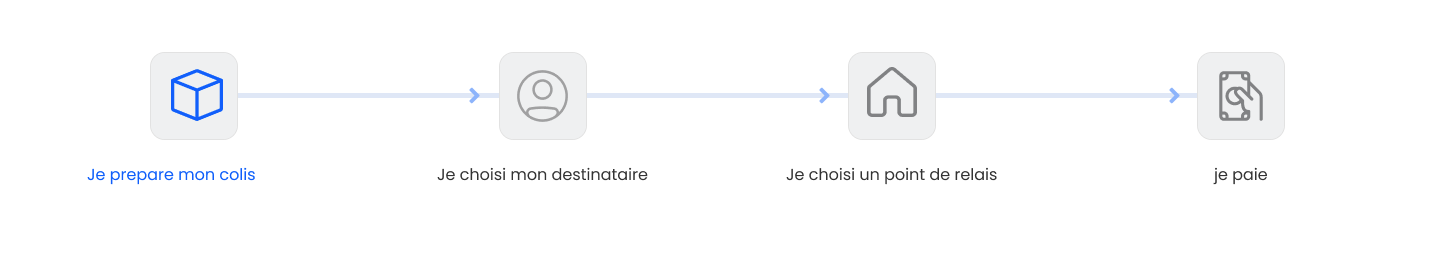 Je prepare mon colis
Je choisi mon destinataire
Je choisi un point de relais
je paie